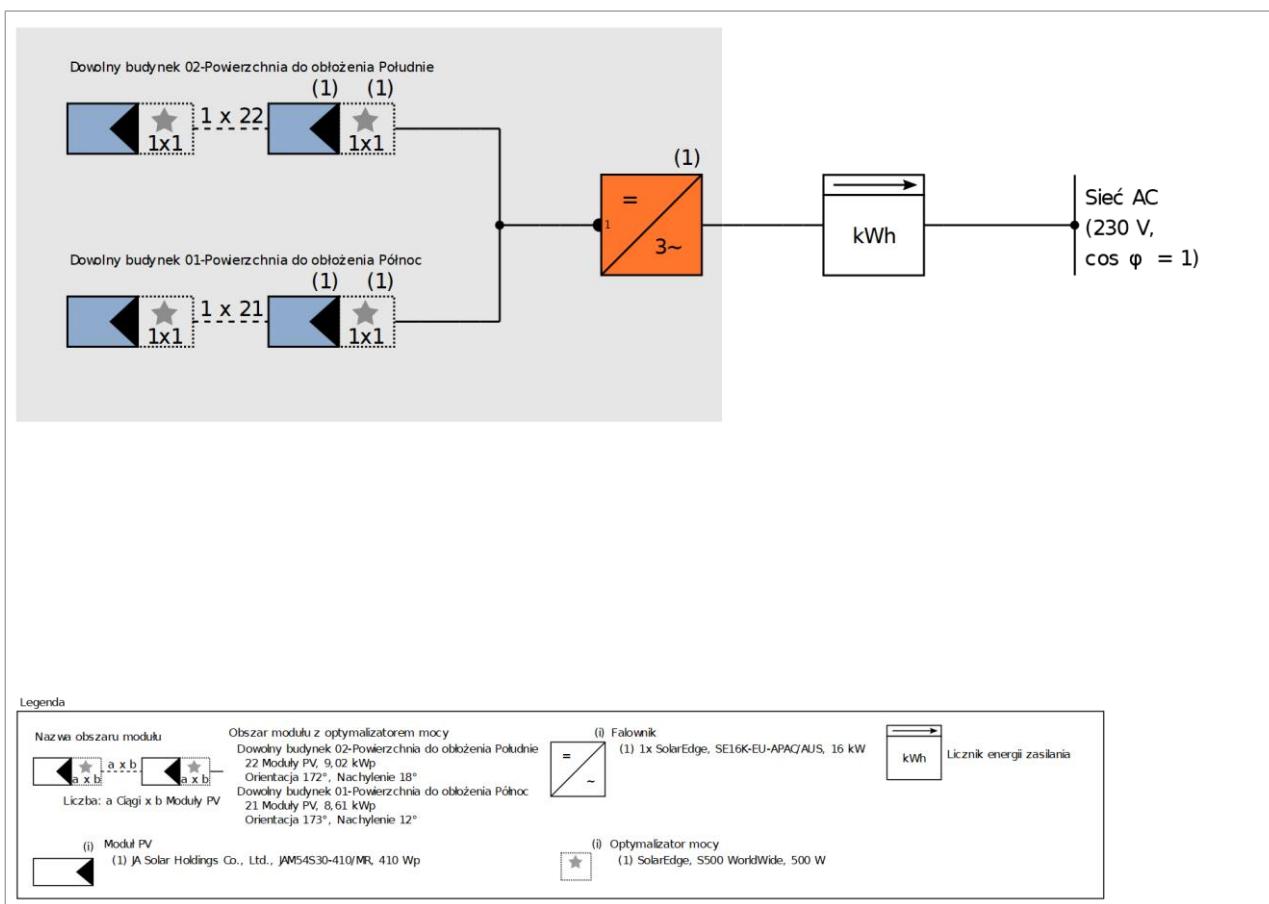 Dowolny budynek 02-Powierzchnia do obłożenia Południe
(1) (1)
1 x 22
1x1 1x1
(1)
= 3~
1
kWh
Sieć AC
(230 V,
cos φ = 1)
Dowolny budynek 01-Powierzchnia do obłożenia Północ
(1) (1)
1 x 21
1x1 1x1
Legenda
Nazwa obszaru modułu
a x b
a x b a x b
Liczba: a Ciągi x b Moduły PV
Obszar modułu z optymalizatorem mocy
Dowolny budynek 02-Powierzchnia do obłożenia Południe
22 Moduły PV, 9,02 kWp
Orientacja 172°, Nachylenie 18°
Dowolny budynek 01-Powierzchnia do obłożenia Północ
21 Moduły PV, 8,61 kWp
Orientacja 173°, Nachylenie 12°
= ~
(i) Falownik
(1) 1x SolarEdge, SE16K-EU-APAC/AUS, 16 kW
kWh
Licznik energii zasilania
(i) Moduł PV
(1) JA Solar Holdings Co., Ltd., JAM54S30-410/MR, 410 Wp
(i) Optymalizator mocy
(1) SolarEdge, S500 WorldWide, 500 W